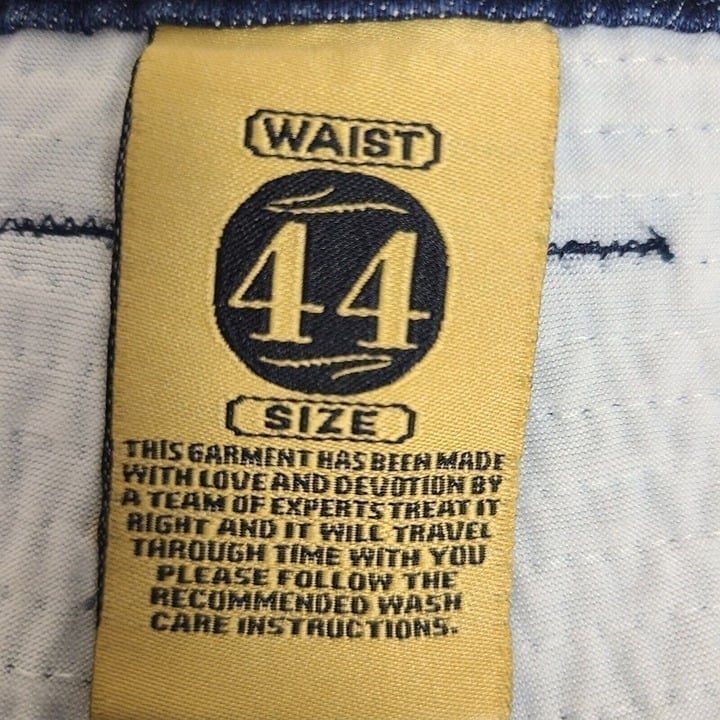 WAIST
44
SIZE
THIS GARMENT HAS BEEN MADE
WITH LOVE AND DEVOTION BY
A TEAM OF EXPERTS TREAT IT
RIGHT AND IT WILL TRAVEL
THROUGH TIME WITH YOU
PLEASE FOLLOW THE
RECOMMENDED WASH
CARE INSTRUCTIONS.